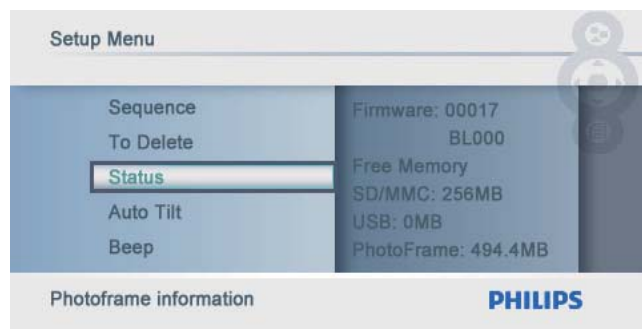 Setup Menu
Sequence
To Delete
Status
Auto Tilt
Beep
Firmware: 00017
BL000
Free Memory
SD/MMC: 256MB
USB: 0MB
PhotoFrame: 494.4MB
Photoframe information
PHILIPS